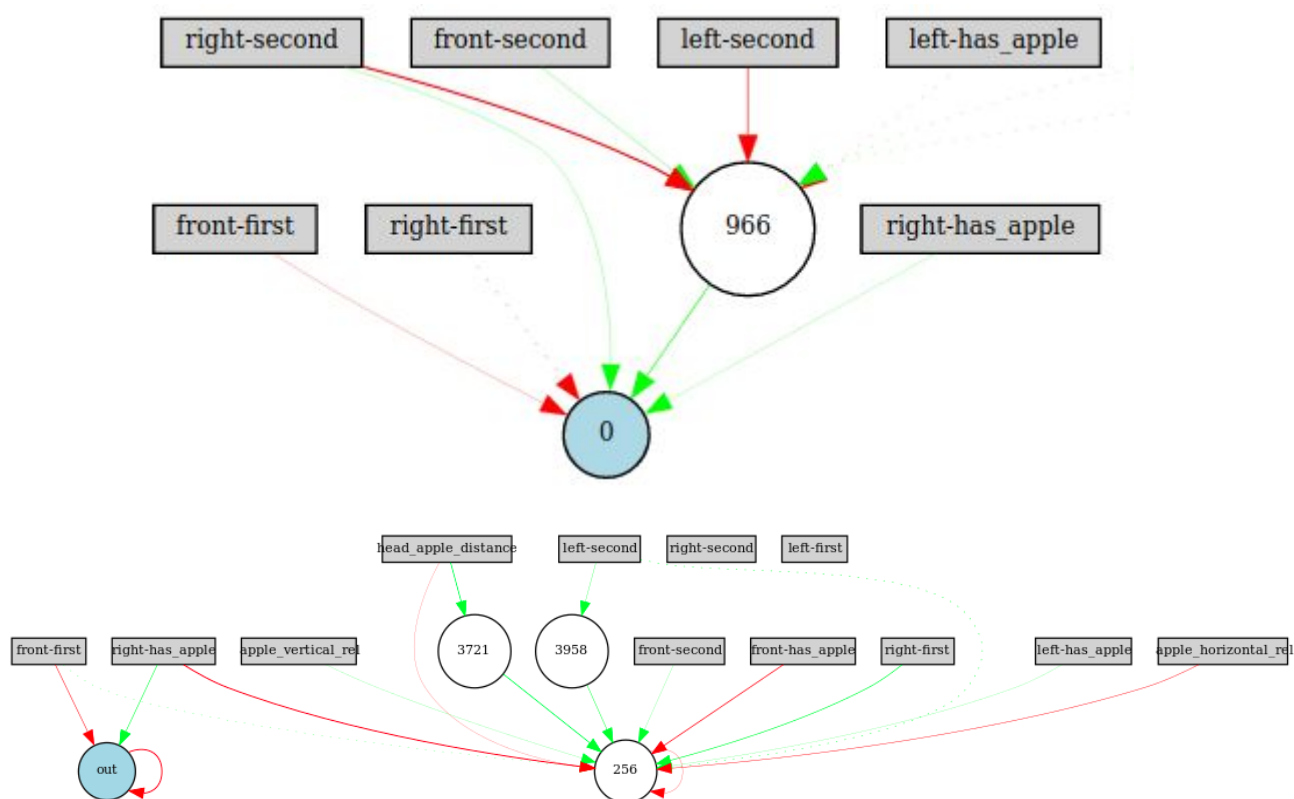 right-second
front-second
left-second
left-has_apple
front-first
right-first
966
right-has_apple
0
head_apple_distance
left-second
right-second
left-first
front-first
right-has_apple
apple_vertical_rel
3721
3958
front-second
front-has_apple
right-first
left-has_apple
apple_horizontal_rel
out
256